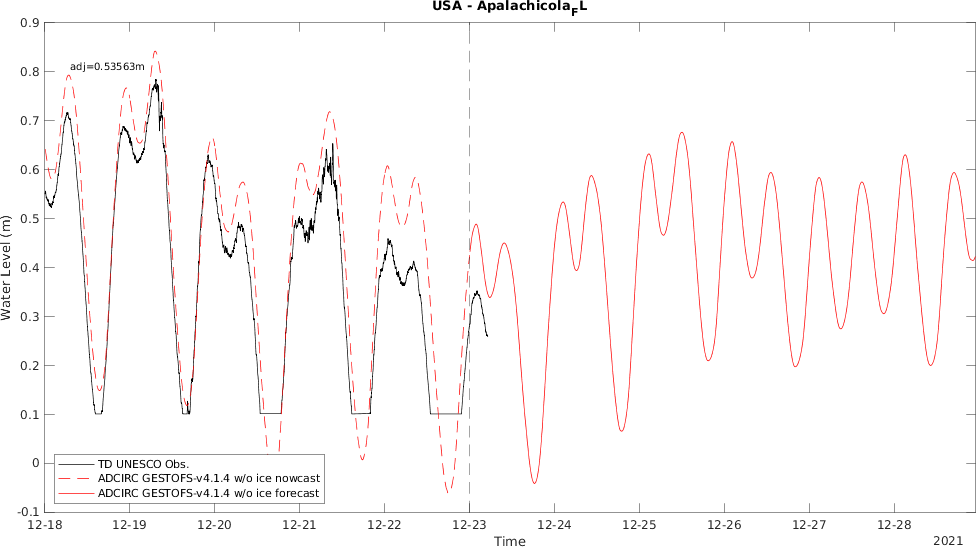 USA - Apalachicola_FL
0.9
0.8
adj=0.53563m
0.7
0.6
0.5
0.4
0.3
0.2
0.1
0
-0.1
Water Level (m)
TD UNESCO Obs.
ADCIRC GESTOFS-v4.1.4 w/o ice nowcast
ADCIRC GESTOFS-v4.1.4 w/o ice forecast
12-18 12-19 12-20 12-21 12-22 12-23 12-24 12-25 12-26 12-27 12-28
Time
2021